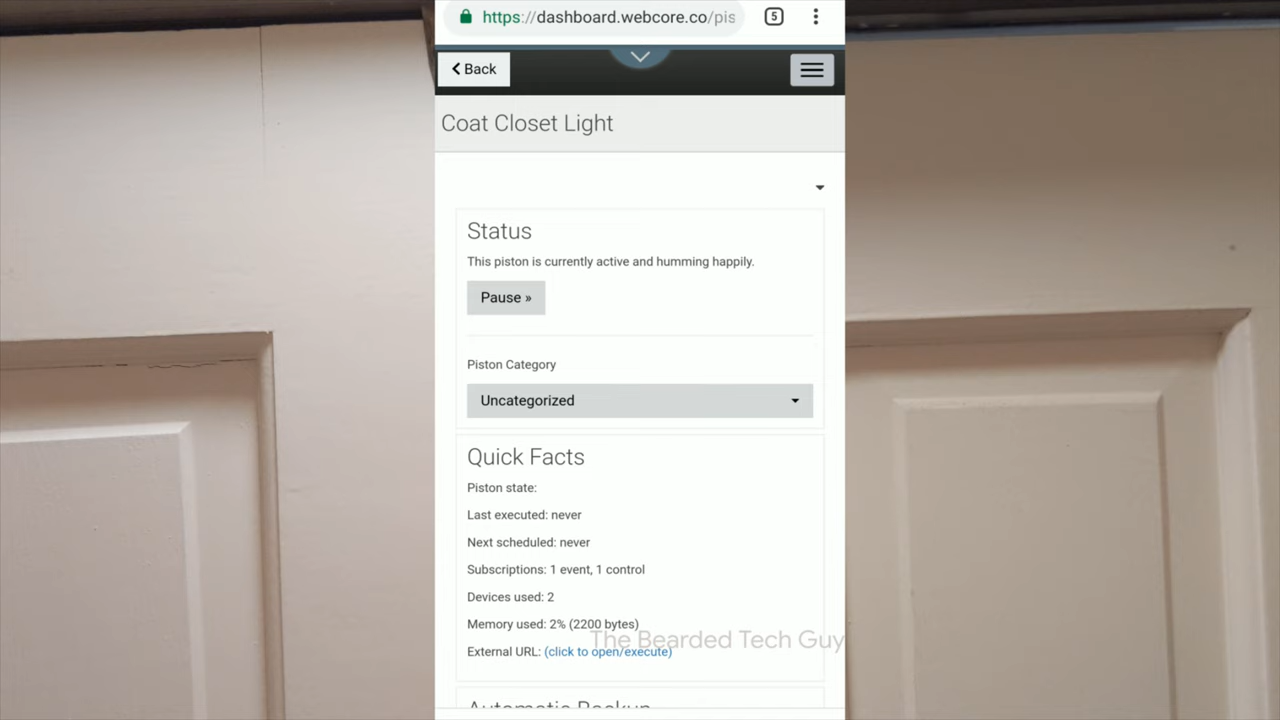 https://dashboard.webcore.co/pis
5
Back
Coat Closet Light
Status
This piston is currently active and humming happily.
Pause »
Piston Category
Uncategorized
Quick Facts
Piston state:
Last executed: never
Next scheduled: never
Subscriptions: 1 event, 1 control
Devices used: 2
Memory used: 2% (2200 bytes)
The Bearded Tech Guy
External URL: (click to open/execute)
Automatic Backup